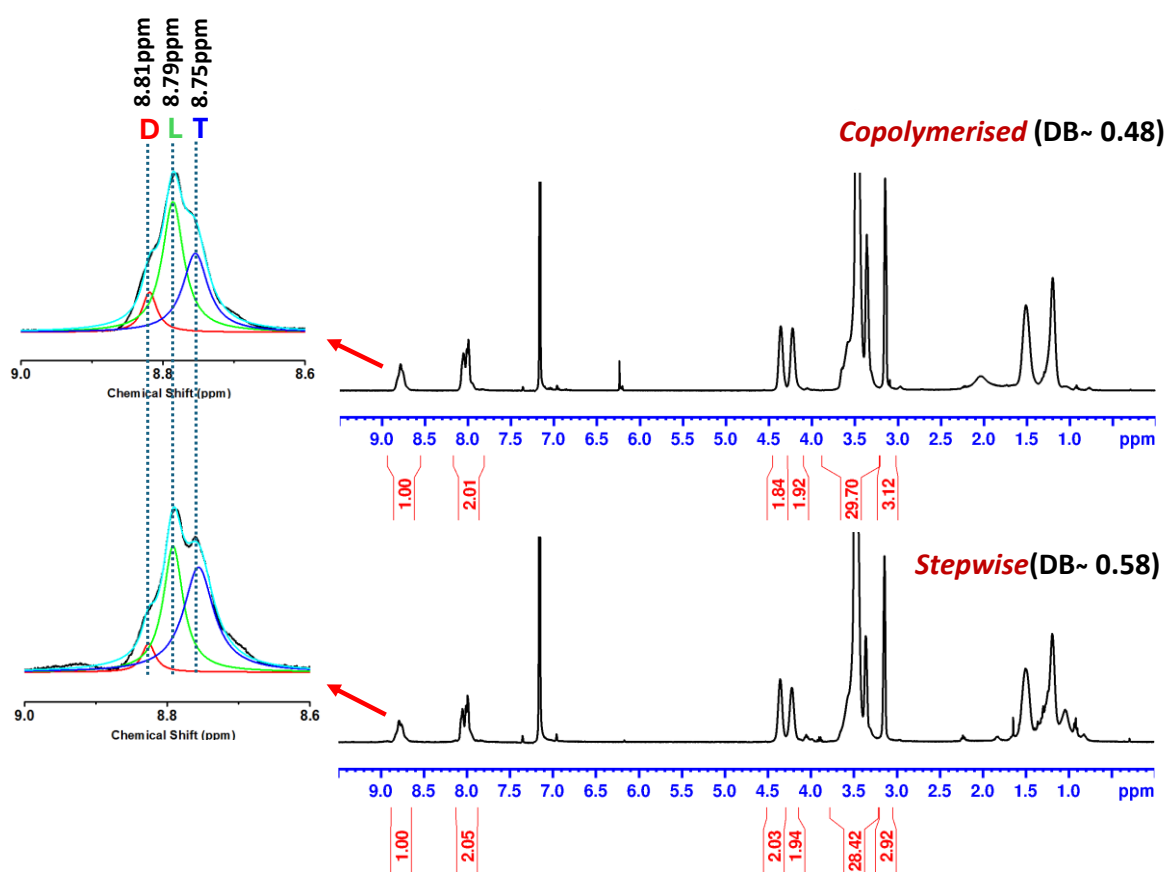 8.81ppm
8.79ppm
8.75ppm
D L T
Copolymerised (DB~ 0.48)
9.0 8.8 8.6
Chemical Shift (ppm)
9.0 8.5 8.0 7.5 7.0 6.5 6.0 5.5 5.0 4.5 4.0 3.5 3.0 2.5 2.0 1.5 1.0 ppm
1.00 2.01 1.84 1.92 29.70 3.12
Stepwise(DB~ 0.58)
9.0 8.8 8.6
Chemical Shift (ppm)
9.0 8.5 8.0 7.5 7.0 6.5 6.0 5.5 5.0 4.5 4.0 3.5 3.0 2.5 2.0 1.5 1.0 ppm
1.00 2.05 2.03 1.94 28.42 2.92